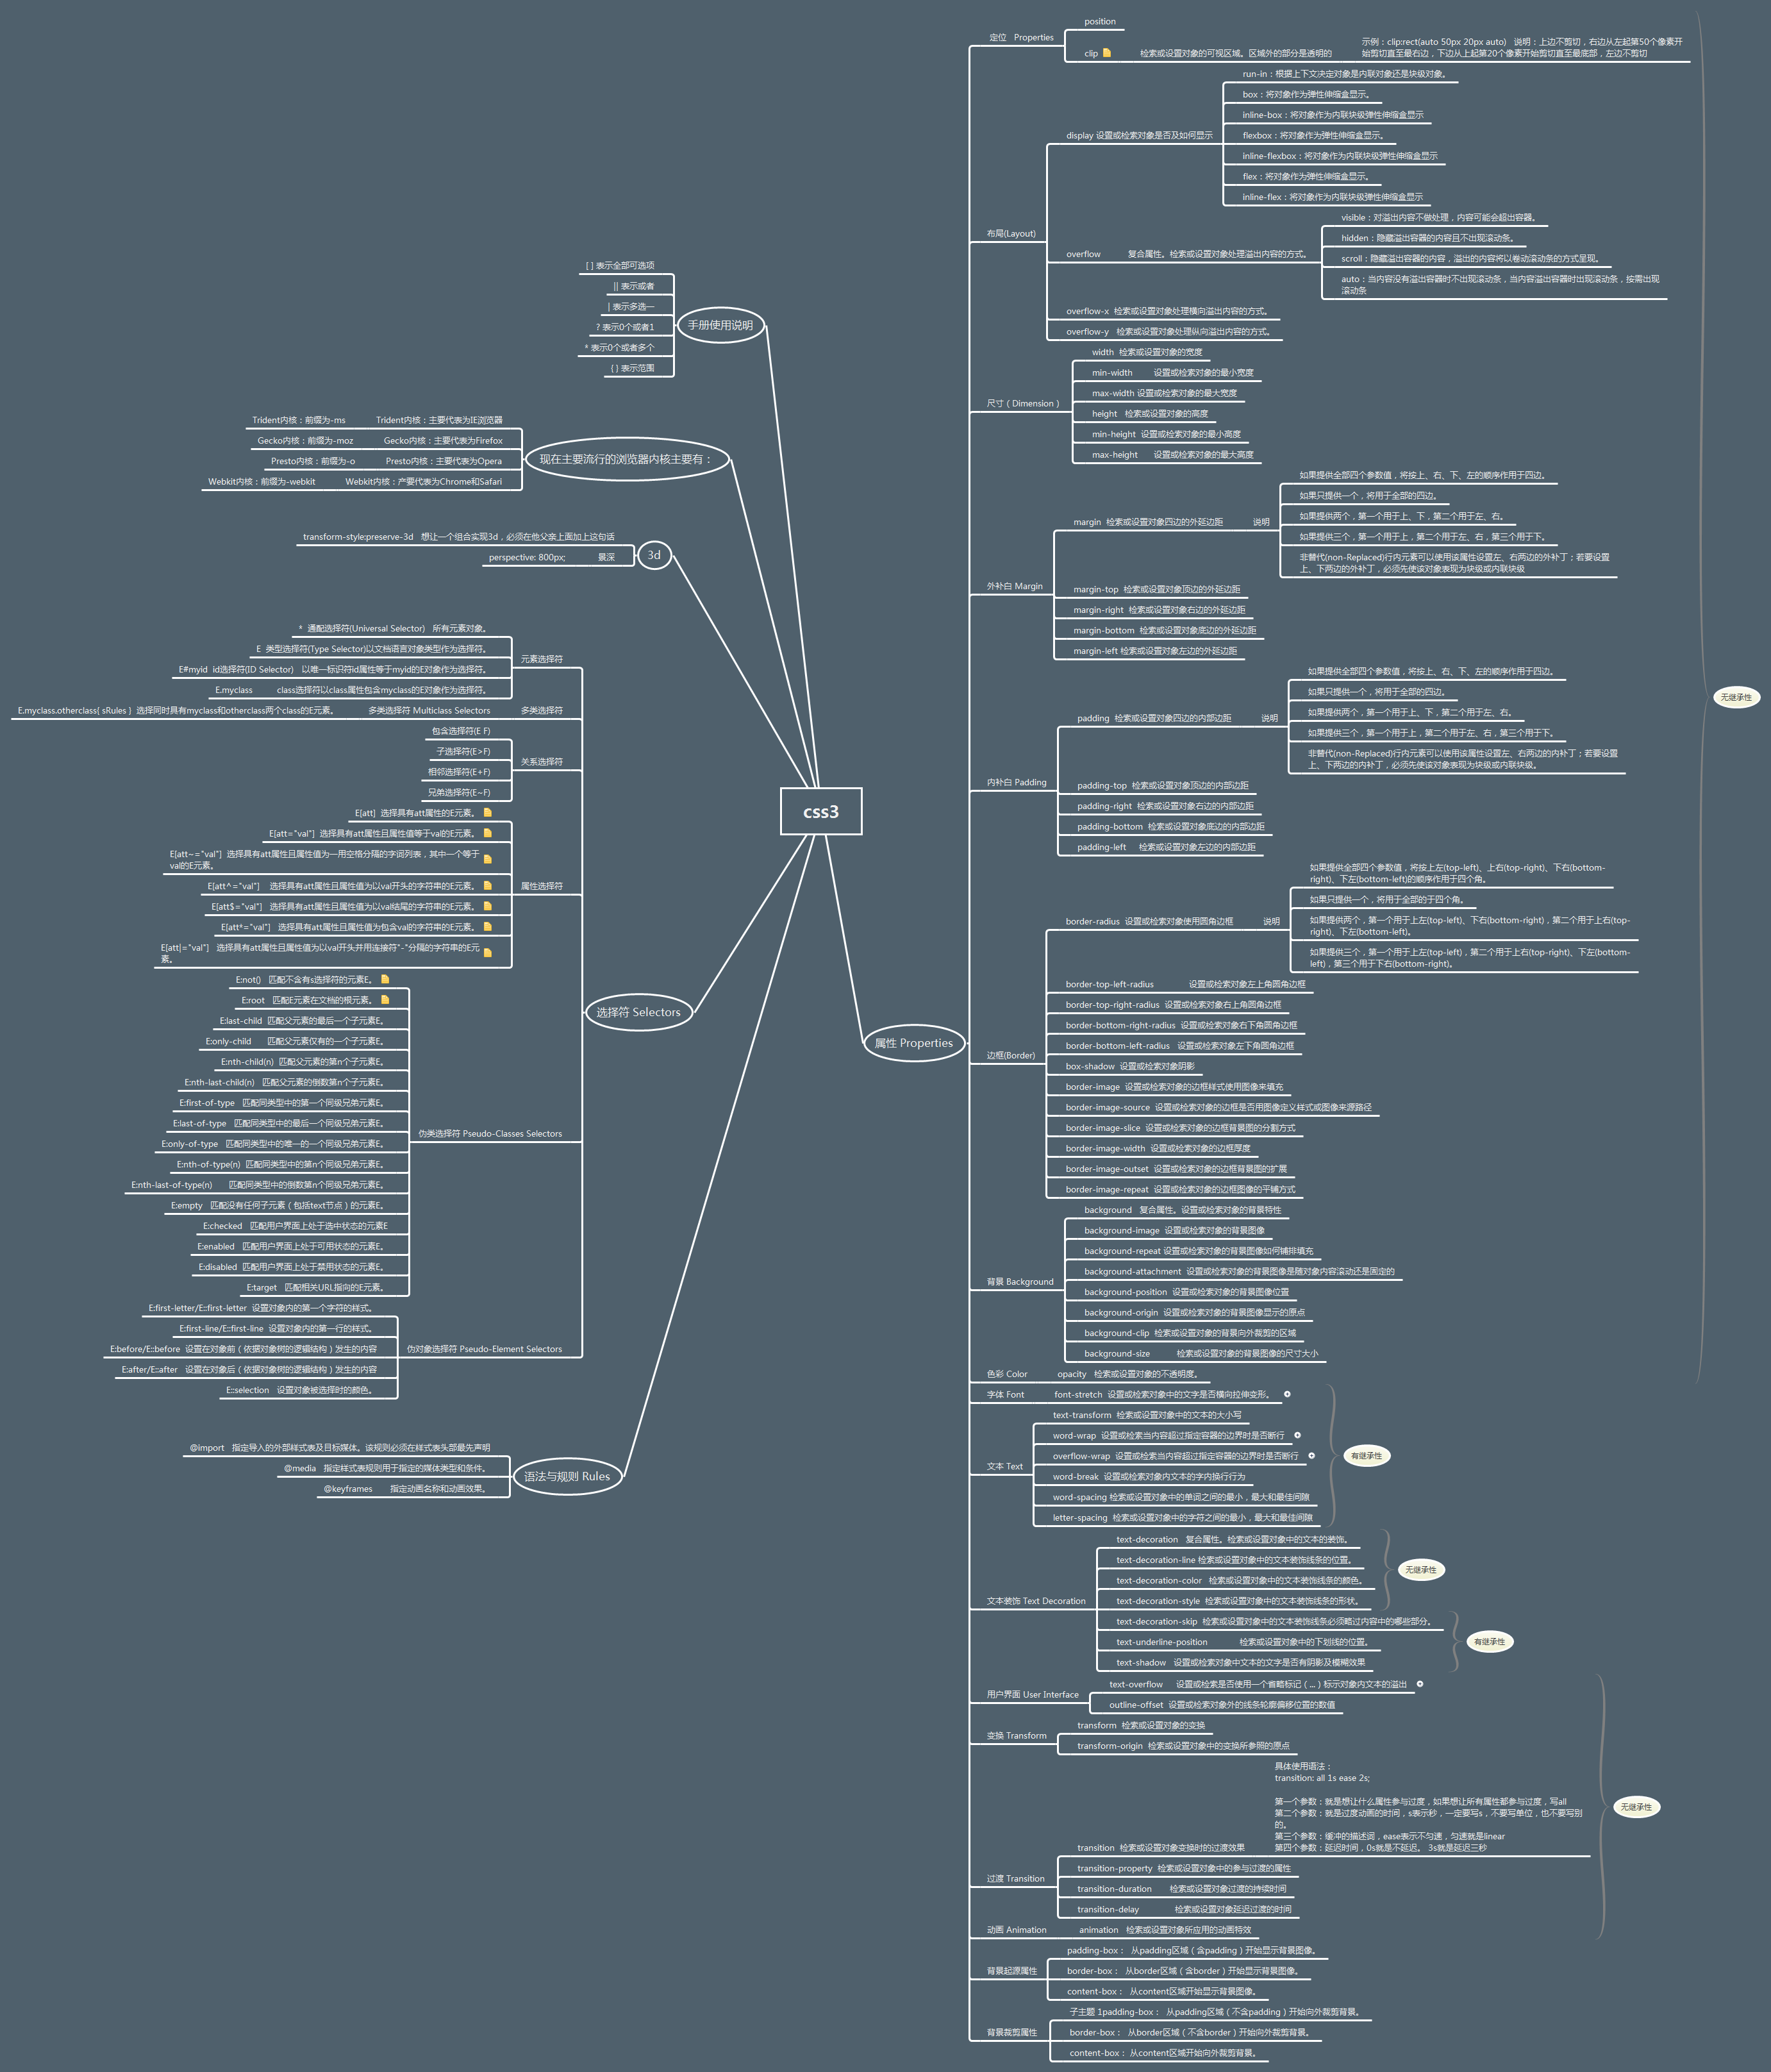 css3
手册使用说明
[ ] 表示全部可选项
|| 表示或者
| 表示多选一
? 表示0个或者1
* 表示0个或者多个
{ } 表示范围
现在主要流行的浏览器内核主要有：
Trident内核：主要代表为IE浏览器
Trident内核：前缀为-ms
Gecko内核：主要代表为Firefox
Gecko内核：前缀为-moz
Presto内核：主要代表为Opera
Presto内核：前缀为-o
Webkit内核：产要代表为Chrome和Safari
Webkit内核：前缀为-webkit
3d
transform-style:preserve-3d 想让一个组合实现3d，必须在他父亲上面加上这句话
perspective: 800px; 景深
选择符 Selectors
元素选择符
* 通配选择符(Universal Selector) 所有元素对象。
E 类型选择符(Type Selector)以文档语言对象类型作为选择符。
E#myid id选择符(ID Selector) 以唯一标识符id属性等于myid的E对象作为选择符。
E.myclass class选择符以class属性包含myclass的E对象作为选择符。
多类选择符
多类选择符 Multiclass Selectors
E.myclass.otherclass{ sRules } 选择同时具有myclass和otherclass两个class的E元素。
关系选择符
包含选择符(E F)
子选择符(E>F)
相邻选择符(E+F)
兄弟选择符(E~F)
属性选择符
E[att] 选择具有att属性的E元素。
E[att="val"] 选择具有att属性且属性值等于val的E元素。
E[att~="val"] 选择具有att属性且属性值为一用空格分隔的字词列表，其中一个等于
val的E元素。
E[att^="val"] 选择具有att属性且属性值为以val开头的字符串的E元素。
E[att$="val"] 选择具有att属性且属性值为以val结尾的字符串的E元素。
E[att*="val"] 选择具有att属性且属性值为包含val的字符串的E元素。
E[att|="val"] 选择具有att属性且属性值为以val开头并用连接符"-"分隔的字符串的E元
素。
伪类选择符 Pseudo-Classes Selectors
E:not() 匹配不含有s选择符的元素E。
E:root 匹配E元素在文档的根元素。
E:last-child 匹配父元素的最后一个子元素E。
E:only-child 匹配父元素仅有的一个子元素E。
E:nth-child(n) 匹配父元素的第n个子元素E。
E:nth-last-child(n) 匹配父元素的倒数第n个子元素E。
E:first-of-type 匹配同类型中的第一个同级兄弟元素E。
E:last-of-type 匹配同类型中的最后一个同级兄弟元素E。
E:only-of-type 匹配同类型中的唯一的一个同级兄弟元素E。
E:nth-of-type(n) 匹配同类型中的第n个同级兄弟元素E。
E:nth-last-of-type(n) 匹配同类型中的倒数第n个同级兄弟元素E。
E:empty 匹配没有任何子元素（包括text节点）的元素E。
E:checked 匹配用户界面上处于选中状态的元素E
E:enabled 匹配用户界面上处于可用状态的元素E。
E:disabled 匹配用户界面上处于禁用状态的元素E。
E:target 匹配相关URL指向的E元素。
伪对象选择符 Pseudo-Element Selectors
E:first-letter/E::first-letter 设置对象内的第一个字符的样式。
E:first-line/E::first-line 设置对象内的第一行的样式。
E:before/E::before 设置在对象前（依据对象树的逻辑结构）发生的内容
E:after/E::after 设置在对象后（依据对象树的逻辑结构）发生的内容
E::selection 设置对象被选择时的颜色。
语法与规则 Rules
@import 指定导入的外部样式表及目标媒体。该规则必须在样式表头部最先声明
@media 指定样式表规则用于指定的媒体类型和条件。
@keyframes 指定动画名称和动画效果。
属性 Properties
定位 Properties
position
clip
检索或设置对象的可视区域。区域外的部分是透明的
示例：clip:rect(auto 50px 20px auto) 说明：上边不剪切，右边从左起第50个像素开
始剪切直至最右边，下边从上起第20个像素开始剪切直至最底部，左边不剪切
布局(Layout)
display 设置或检索对象是否及如何显示
run-in：根据上下文决定对象是内联对象还是块级对象。
box：将对象作为弹性伸缩盒显示。
inline-box：将对象作为内联块级弹性伸缩盒显示
flexbox：将对象作为弹性伸缩盒显示。
inline-flexbox：将对象作为内联块级弹性伸缩盒显示
flex：将对象作为弹性伸缩盒显示。
inline-flex：将对象作为内联块级弹性伸缩盒显示
overflow 复合属性。检索或设置对象处理溢出内容的方式。
visible：对溢出内容不做处理，内容可能会超出容器。
hidden：隐藏溢出容器的内容且不出现滚动条。
scroll：隐藏溢出容器的内容，溢出的内容将以卷动滚动条的方式呈现。
auto：当内容没有溢出容器时不出现滚动条，当内容溢出容器时出现滚动条，按需出现
滚动条
overflow-x 检索或设置对象处理横向溢出内容的方式。
overflow-y 检索或设置对象处理纵向溢出内容的方式。
尺寸（Dimension）
width 检索或设置对象的宽度
min-width 设置或检索对象的最小宽度
max-width 设置或检索对象的最大宽度
height 检索或设置对象的高度
min-height 设置或检索对象的最小高度
max-height 设置或检索对象的最大高度
外补白 Margin
margin 检索或设置对象四边的外延边距
说明
如果提供全部四个参数值，将按上、右、下、左的顺序作用于四边。
如果只提供一个，将用于全部的四边。
如果提供两个，第一个用于上、下，第二个用于左、右。
如果提供三个，第一个用于上，第二个用于左、右，第三个用于下。
非替代(non-Replaced)行内元素可以使用该属性设置左、右两边的外补丁；若要设置
上、下两边的外补丁，必须先使该对象表现为块级或内联块级
margin-top 检索或设置对象顶边的外延边距
margin-right 检索或设置对象右边的外延边距
margin-bottom 检索或设置对象底边的外延边距
margin-left 检索或设置对象左边的外延边距
内补白 Padding
padding 检索或设置对象四边的内部边距
说明
如果提供全部四个参数值，将按上、右、下、左的顺序作用于四边。
如果只提供一个，将用于全部的四边。
如果提供两个，第一个用于上、下，第二个用于左、右。
如果提供三个，第一个用于上，第二个用于左、右，第三个用于下。
非替代(non-Replaced)行内元素可以使用该属性设置左、右两边的内补丁；若要设置
上、下两边的内补丁，必须先使该对象表现为块级或内联块级。
padding-top 检索或设置对象顶边的内部边距
padding-right 检索或设置对象右边的内部边距
padding-bottom 检索或设置对象底边的内部边距
padding-left 检索或设置对象左边的内部边距
边框(Border)
border-radius 设置或检索对象使用圆角边框
说明
如果提供全部四个参数值，将按上左(top-left)、上右(top-right)、下右(bottom-
right)、下左(bottom-left)的顺序作用于四个角。
如果只提供一个，将用于全部的于四个角。
如果提供两个，第一个用于上左(top-left)、下右(bottom-right)，第二个用于上右(top-
right)、下左(bottom-left)。
如果提供三个，第一个用于上左(top-left)，第二个用于上右(top-right)、下左(bottom-
left)，第三个用于下右(bottom-right)。
border-top-left-radius 设置或检索对象左上角圆角边框
border-top-right-radius 设置或检索对象右上角圆角边框
border-bottom-right-radius 设置或检索对象右下角圆角边框
border-bottom-left-radius 设置或检索对象左下角圆角边框
box-shadow 设置或检索对象阴影
border-image 设置或检索对象的边框样式使用图像来填充
border-image-source 设置或检索对象的边框是否用图像定义样式或图像来源路径
border-image-slice 设置或检索对象的边框背景图的分割方式
border-image-width 设置或检索对象的边框厚度
border-image-outset 设置或检索对象的边框背景图的扩展
border-image-repeat 设置或检索对象的边框图像的平铺方式
背景 Background
background 复合属性。设置或检索对象的背景特性
background-image 设置或检索对象的背景图像
background-repeat 设置或检索对象的背景图像如何铺排填充
background-attachment 设置或检索对象的背景图像是随对象内容滚动还是固定的
background-position 设置或检索对象的背景图像位置
background-origin 设置或检索对象的背景图像显示的原点
background-clip 检索或设置对象的背景向外裁剪的区域
background-size 检索或设置对象的背景图像的尺寸大小
色彩 Color
opacity 检索或设置对象的不透明度。
无继承性
字体 Font
font-stretch 设置或检索对象中的文字是否横向拉伸变形。
文本 Text
text-transform 检索或设置对象中的文本的大小写
word-wrap 设置或检索当内容超过指定容器的边界时是否断行
overflow-wrap 设置或检索当内容超过指定容器的边界时是否断行
word-break 设置或检索对象内文本的字内换行行为
word-spacing 检索或设置对象中的单词之间的最小，最大和最佳间隙
letter-spacing 检索或设置对象中的字符之间的最小，最大和最佳间隙
有继承性
文本装饰 Text Decoration
text-decoration 复合属性。检索或设置对象中的文本的装饰。
text-decoration-line 检索或设置对象中的文本装饰线条的位置。
text-decoration-color 检索或设置对象中的文本装饰线条的颜色。
text-decoration-style 检索或设置对象中的文本装饰线条的形状。
无继承性
text-decoration-skip 检索或设置对象中的文本装饰线条必须略过内容中的哪些部分。
text-underline-position 检索或设置对象中的下划线的位置。
text-shadow 设置或检索对象中文本的文字是否有阴影及模糊效果
有继承性
用户界面 User Interface
text-overflow 设置或检索是否使用一个省略标记（...）标示对象内文本的溢出
outline-offset 设置或检索对象外的线条轮廓偏移位置的数值
变换 Transform
transform 检索或设置对象的变换
transform-origin 检索或设置对象中的变换所参照的原点
过渡 Transition
transition 检索或设置对象变换时的过渡效果
具体使用语法：
transition: all 1s ease 2s;
第一个参数：就是想让什么属性参与过度，如果想让所有属性都参与过度，写all
第二个参数：就是过度动画的时间，s表示秒，一定要写s，不要写单位，也不要写别
的。
第三个参数：缓冲的描述词，ease表示不匀速，匀速就是linear
第四个参数：延迟时间，0s就是不延迟。 3s就是延迟三秒
transition-property 检索或设置对象中的参与过渡的属性
transition-duration 检索或设置对象过渡的持续时间
transition-delay 检索或设置对象延迟过渡的时间
动画 Animation
animation 检索或设置对象所应用的动画特效
无继承性
背景起源属性
padding-box： 从padding区域（含padding）开始显示背景图像。
border-box： 从border区域（含border）开始显示背景图像。
content-box： 从content区域开始显示背景图像。
背景裁剪属性
子主题 1padding-box： 从padding区域（不含padding）开始向外裁剪背景。
border-box： 从border区域（不含border）开始向外裁剪背景。
content-box： 从content区域开始向外裁剪背景。